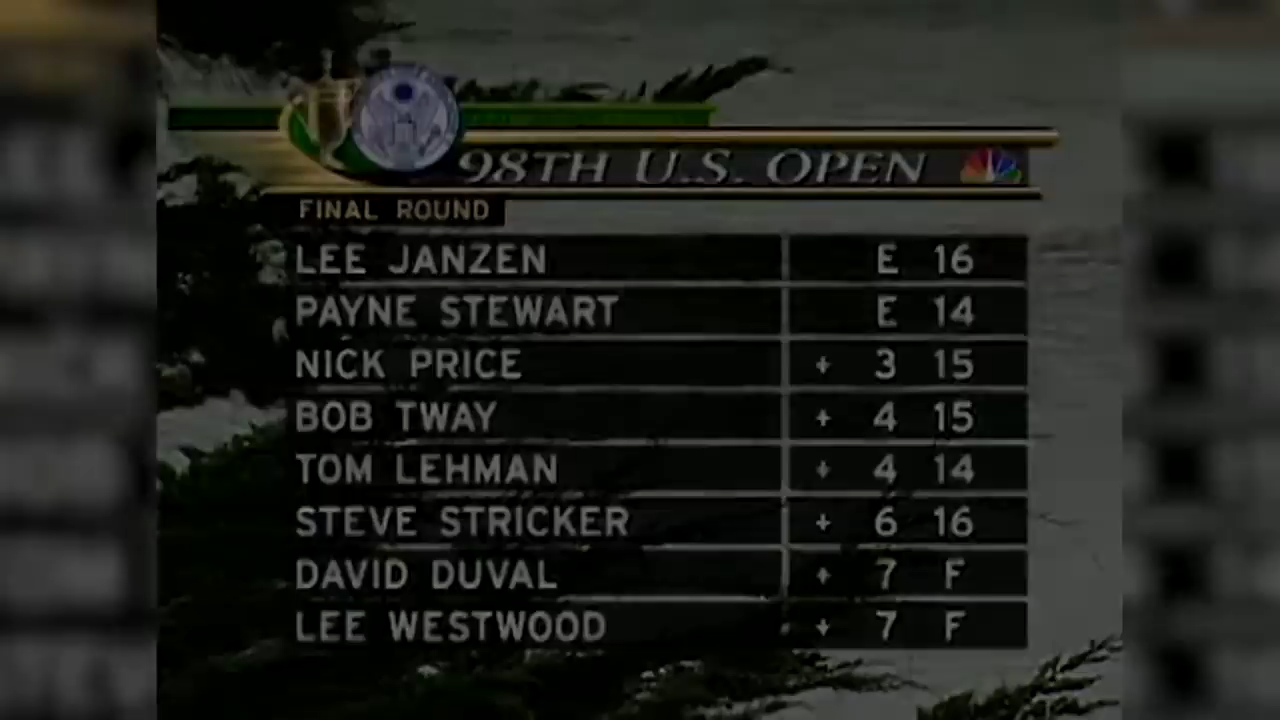 98TH U.S. OPEN
FINAL ROUND
LEE JANZEN E 16
PAYNE STEWART E 14
NICK PRICE + 3 15
BOB TWAY + 4 15
TOM LEHMAN + 4 14
STEVE STRICKER + 6 16
DAVID DUVAL + 7 F
LEE WESTWOOD + 7 F